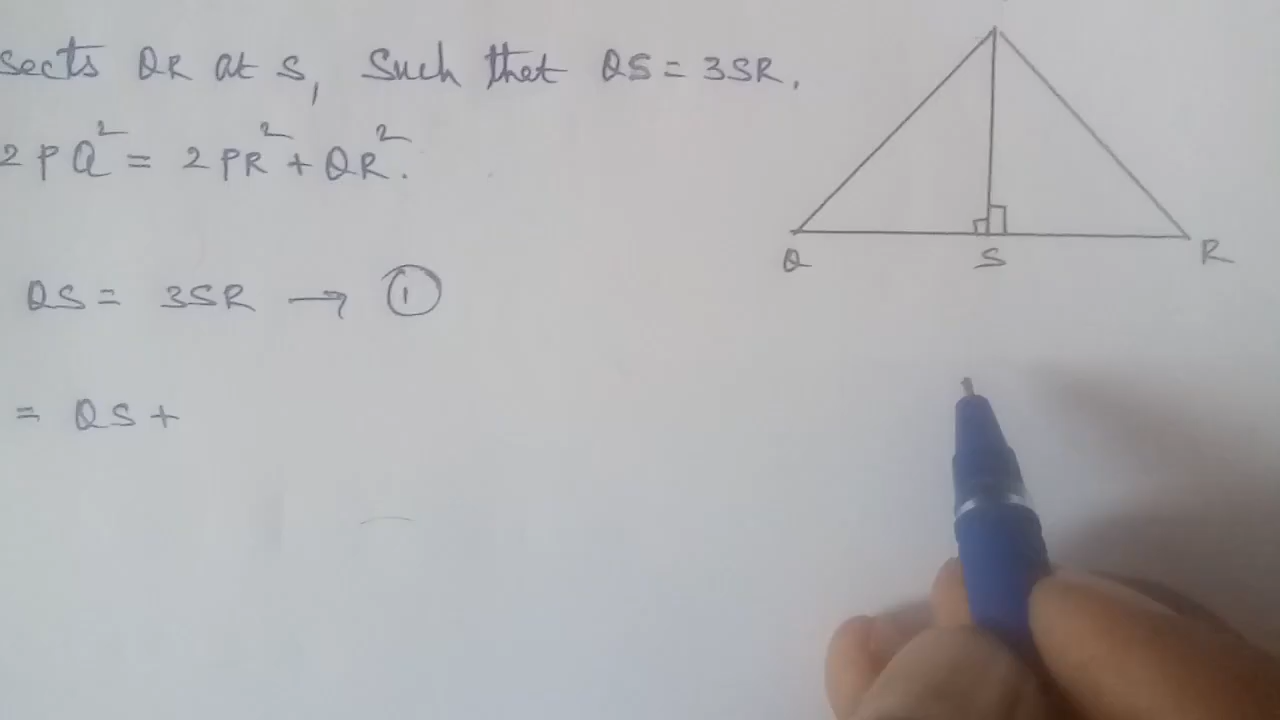 sects QR at S, Such that QS = 3SR.
2PQ² = 2PR² + QR².
QS = 3SR → ①
= QS +
Q S R